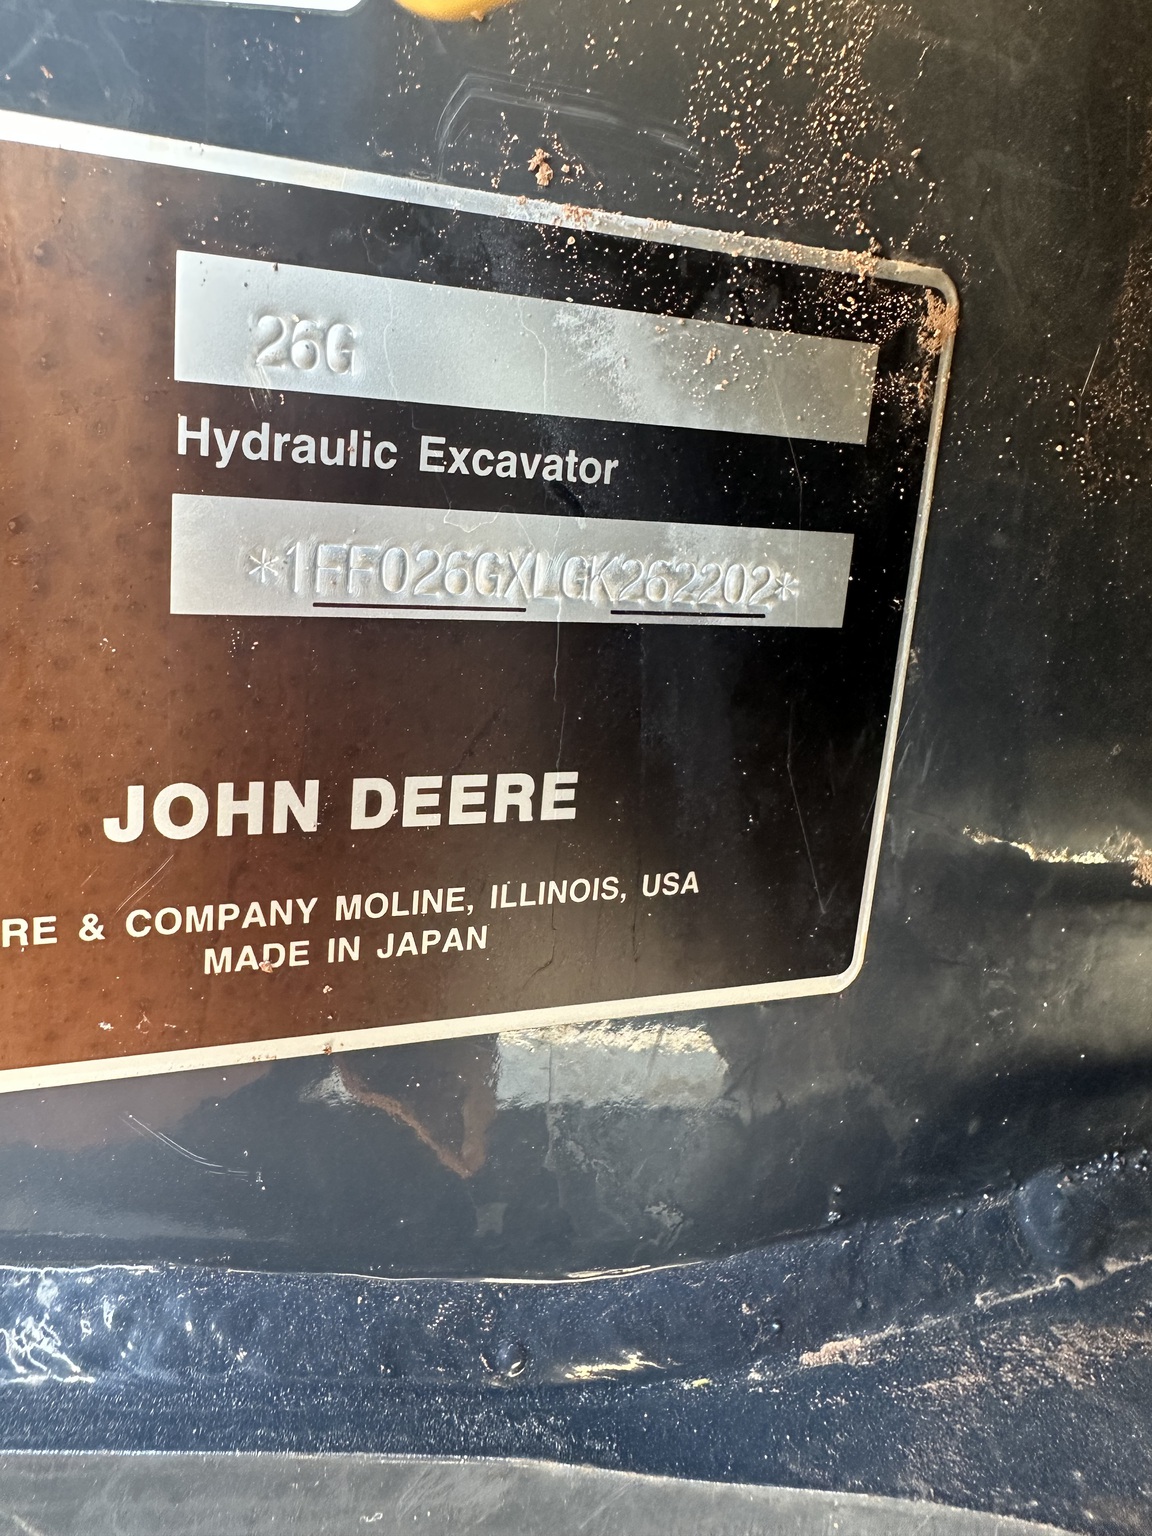 26G
Hydraulic Excavator
*1FF026GXLGK262202*
JOHN DEERE
RE & COMPANY MOLINE, ILLINOIS, USA
MADE IN JAPAN